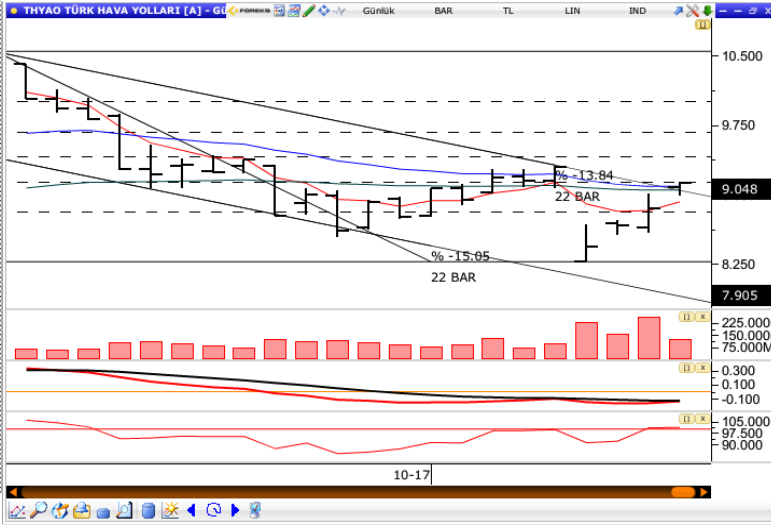 THYAO TÜRK HAVA YOLLARI [A] - Gü
FOREKS
Günlük BAR TL LIN IND
10.500
9.750
% -13.84
9.048
22 BAR
% -15.05
8.250
22 BAR
7.905
225.000
150.000
75.000M
0.300
0.100
-0.100
105.000
97.500
90.000
10-17